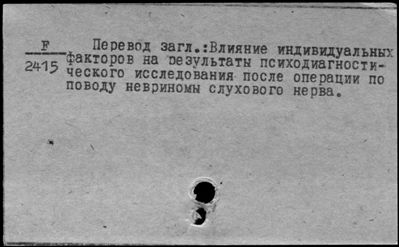 F Перевод загл.:Влияние индивидуальных
2415 факторов на результаты психодиагности-
ческого исследования после операции по
поводу невриномы слухового нерва.